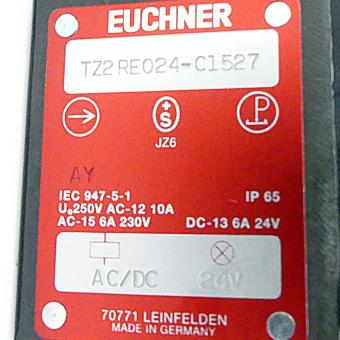 EUCHNER
TZ2RE024-C1527
S
P
JZ6
AY
IEC 947-5-1 IP 65
Ue250V AC-12 10A
AC-15 6A 230V DC-13 6A 24V
AC/DC 24V
70771 LEINFELDEN
MADE IN GERMANY